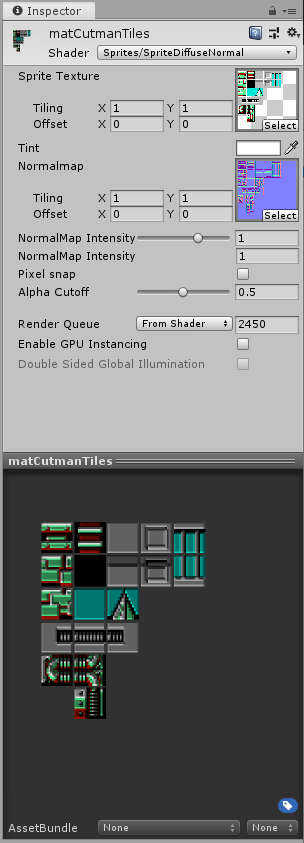 Inspector
matCutmanTiles
Shader Sprites/SpriteDiffuseNormal
Sprite Texture
Tiling X 1 Y 1
Offset X 0 Y 0
Select
Tint
Normalmap
Tiling X 1 Y 1
Offset X 0 Y 0
Select
NormalMap Intensity 1
NormalMap Intensity 1
Pixel snap
Alpha Cutoff 0.5
Render Queue From Shader 2450
Enable GPU Instancing
Double Sided Global Illumination
matCutmanTiles
AssetBundle None None